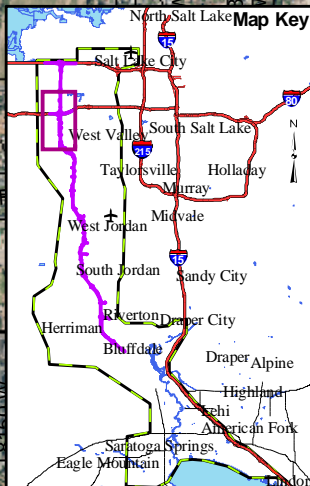 Map Key
North Salt Lake
15
Salt Lake City
80
West Valley
South Salt Lake
N
215
Taylorsville
Holladay
Murray
Midvale
West Jordan
15
South Jordan
Sandy City
Riverton
Draper City
Herriman
Bluffdale
Draper
Alpine
Highland
Lehi
American Fork
Saratoga Springs
Eagle Mountain
Lindon